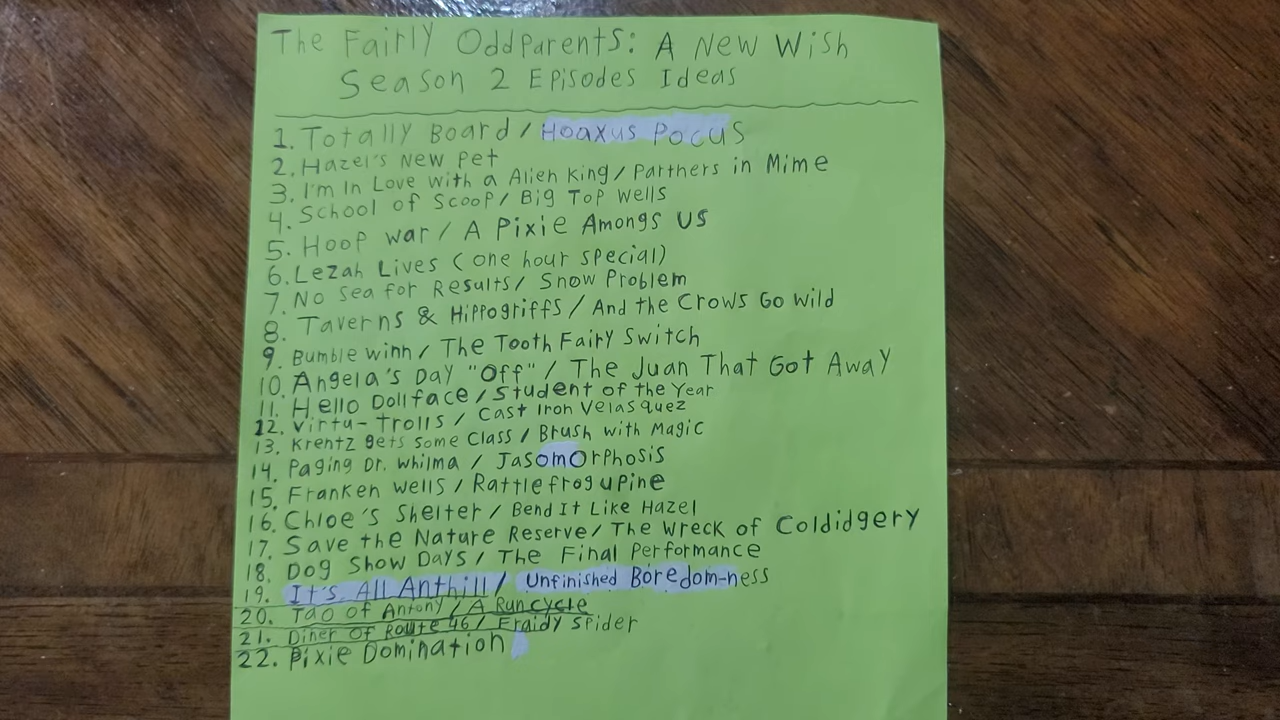 The Fairly OddParents: A New Wish
Season 2 Episodes Ideas
1. Totally Board / Hoaxus Pocus
2. Hazel's New Pet
3. I'm In Love with a Alien King / Partners in Mime
4. School of Scoop / Big Top Wells
5. Hoop War / A Pixie Amongs Us
6. Lezah Lives (one hour special)
7. No Sea for Results / Snow Problem
8. Taverns & Hippogriffs / And the Crows Go Wild
9. Bumble Winn / The Tooth Fairy Switch
10. Angela's Day "Off" / The Juan That Got Away
11. Hello Dollface / Student of the Year
12. Virtu-Trolls / Cast Iron Velasquez
13. Krentz gets Some Class / Brush with Magic
14. Paging Dr. Whilma / Jasomorphosis
15. Franken Wells / Rattlefrogupine
16. Chloe's Shelter / Bend It Like Hazel
17. Save the Nature Reserve / The Wreck of Coldidgery
18. Dog Show Days / The Final Performance
19. It's All Anthill / Unfinished Boredom-ness
20. Tao of Antony / A Run cycle
21. Diner Of Route 46 / Fraidy Spider
22. Pixie Domination